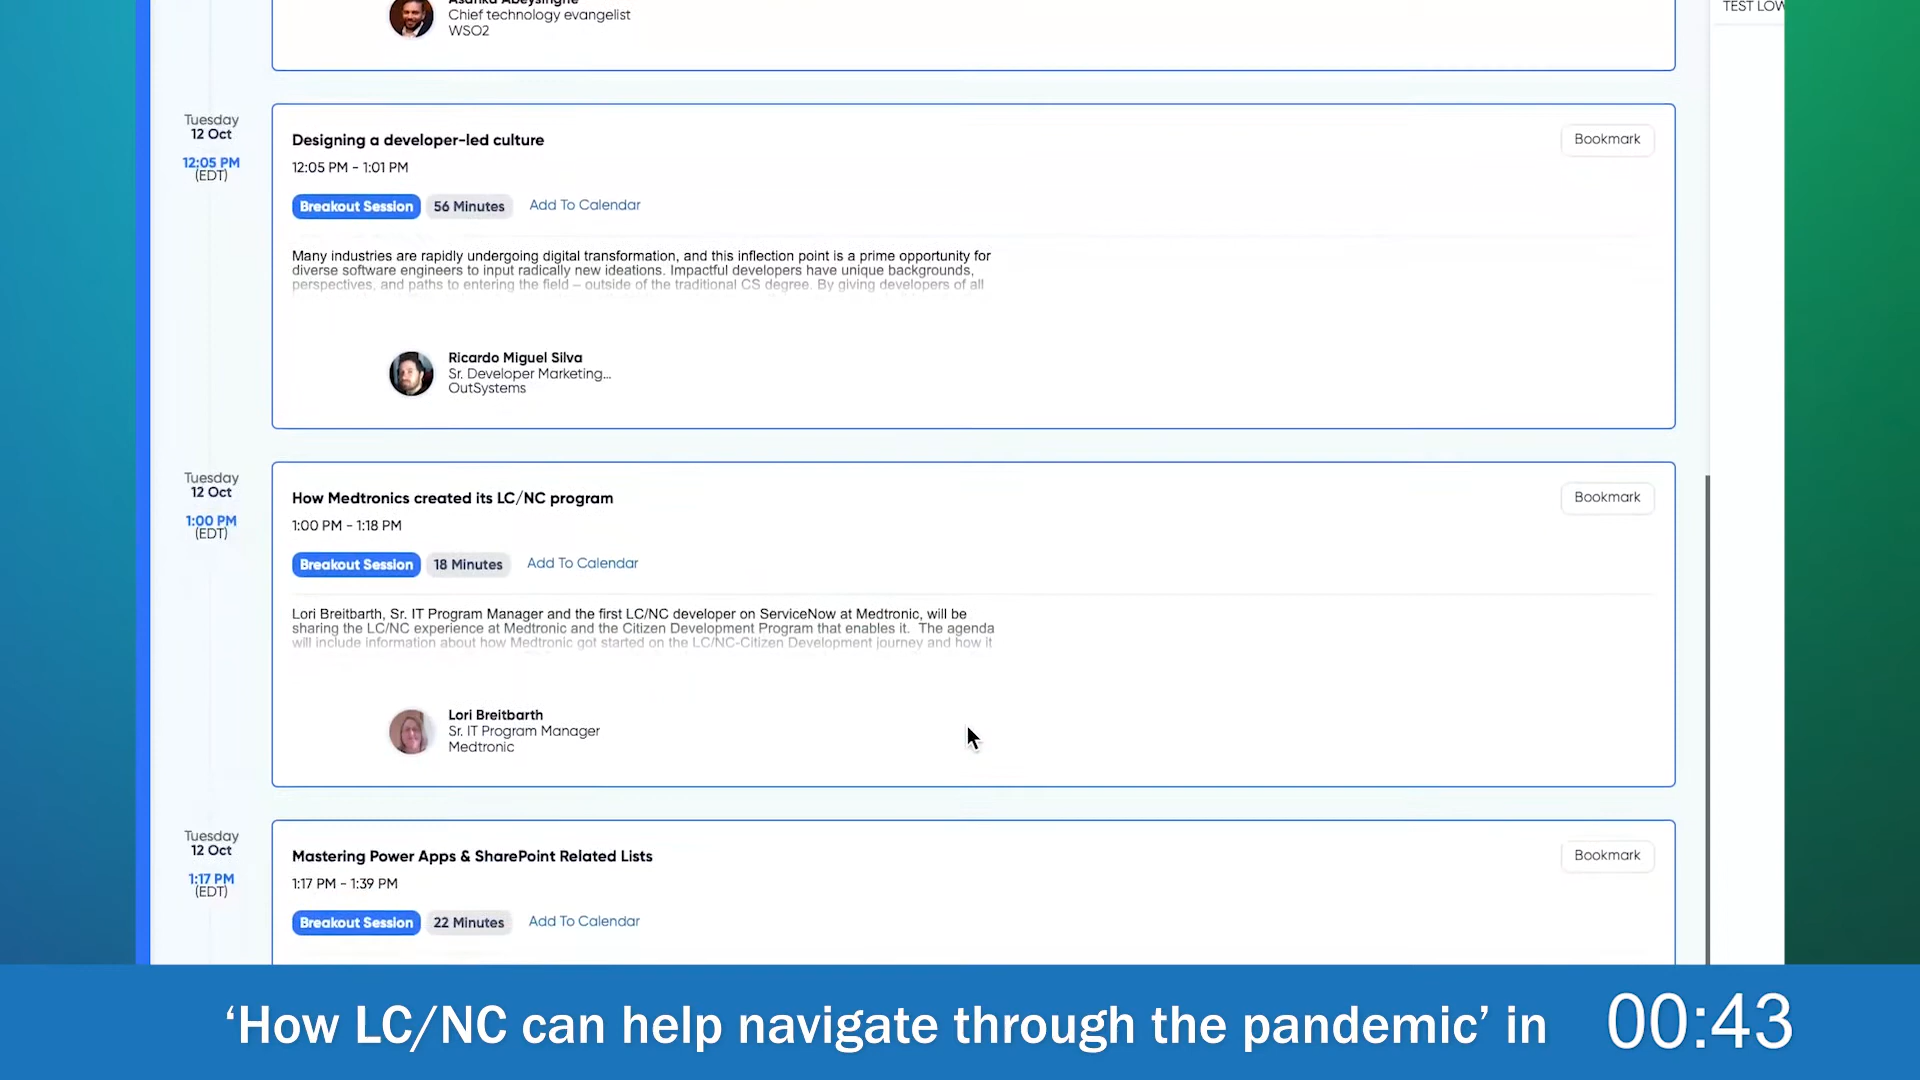 TEST LOW
Chief technology evangelist
WSO2
Tuesday
12 Oct
12:05 PM
(EDT)
Designing a developer-led culture
Bookmark
12:05 PM - 1:01 PM
Breakout Session
56 Minutes
Add To Calendar
Many industries are rapidly undergoing digital transformation, and this inflection point is a prime opportunity for
diverse software engineers to input radically new ideations. Impactful developers have unique backgrounds,
perspectives, and paths to entering the field – outside of the traditional CS degree. By giving developers of all
Ricardo Miguel Silva
Sr. Developer Marketing...
OutSystems
Tuesday
12 Oct
1:00 PM
(EDT)
How Medtronics created its LC/NC program
Bookmark
1:00 PM - 1:18 PM
Breakout Session
18 Minutes
Add To Calendar
Lori Breitbarth, Sr. IT Program Manager and the first LC/NC developer on ServiceNow at Medtronic, will be
sharing the LC/NC experience at Medtronic and the Citizen Development Program that enables it. The agenda
will include information about how Medtronic got started on the LC/NC-Citizen Development journey and how it
Lori Breitbarth
Sr. IT Program Manager
Medtronic
Tuesday
12 Oct
1:17 PM
(EDT)
Mastering Power Apps & SharePoint Related Lists
Bookmark
1:17 PM - 1:39 PM
Breakout Session
22 Minutes
Add To Calendar
‘How LC/NC can help navigate through the pandemic’ in
00:43